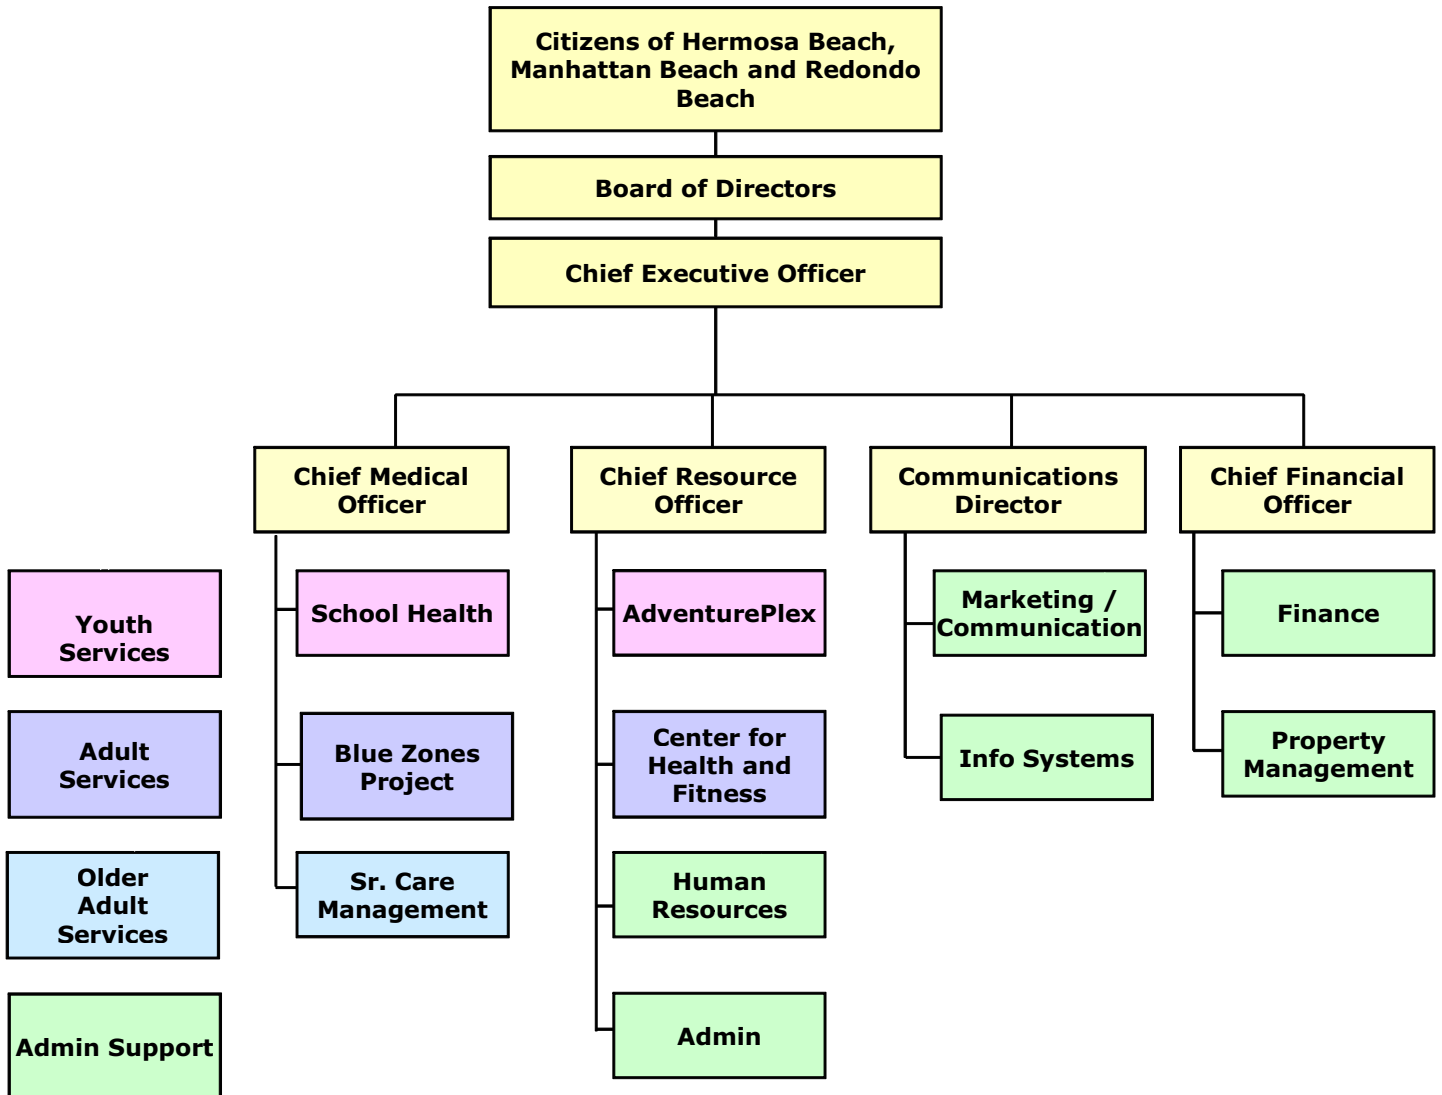 Citizens of Hermosa Beach,
Manhattan Beach and Redondo
Beach
Board of Directors
Chief Executive Officer
Chief Medical
Officer
Chief Resource
Officer
Communications
Director
Chief Financial
Officer
Youth
Services
School Health
AdventurePlex
Marketing /
Communication
Finance
Adult
Services
Blue Zones
Project
Center for
Health and
Fitness
Info Systems
Property
Management
Older
Adult
Services
Sr. Care
Management
Human
Resources
Admin Support
Admin